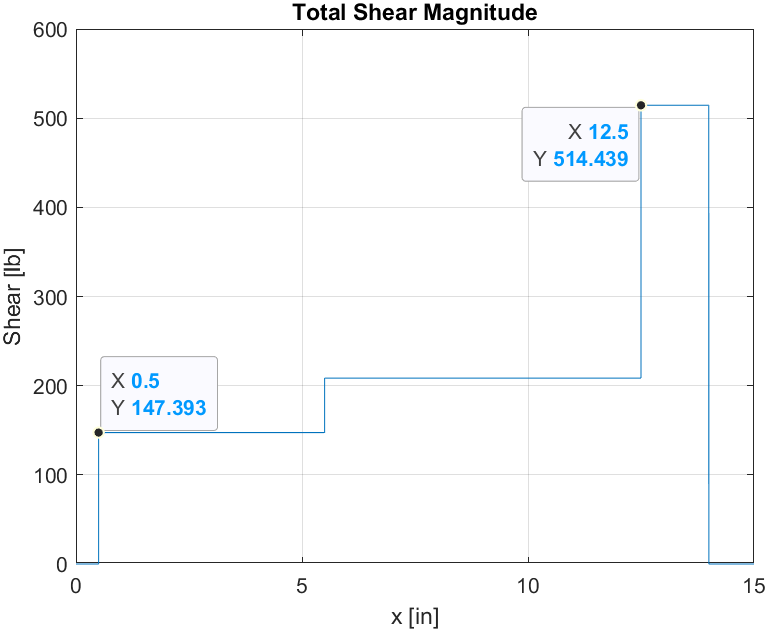 Total Shear Magnitude
600
500
400
300
200
100
0
Shear [lb]
X 12.5
Y 514.439
X 0.5
Y 147.393
0
5
10
15
x [in]